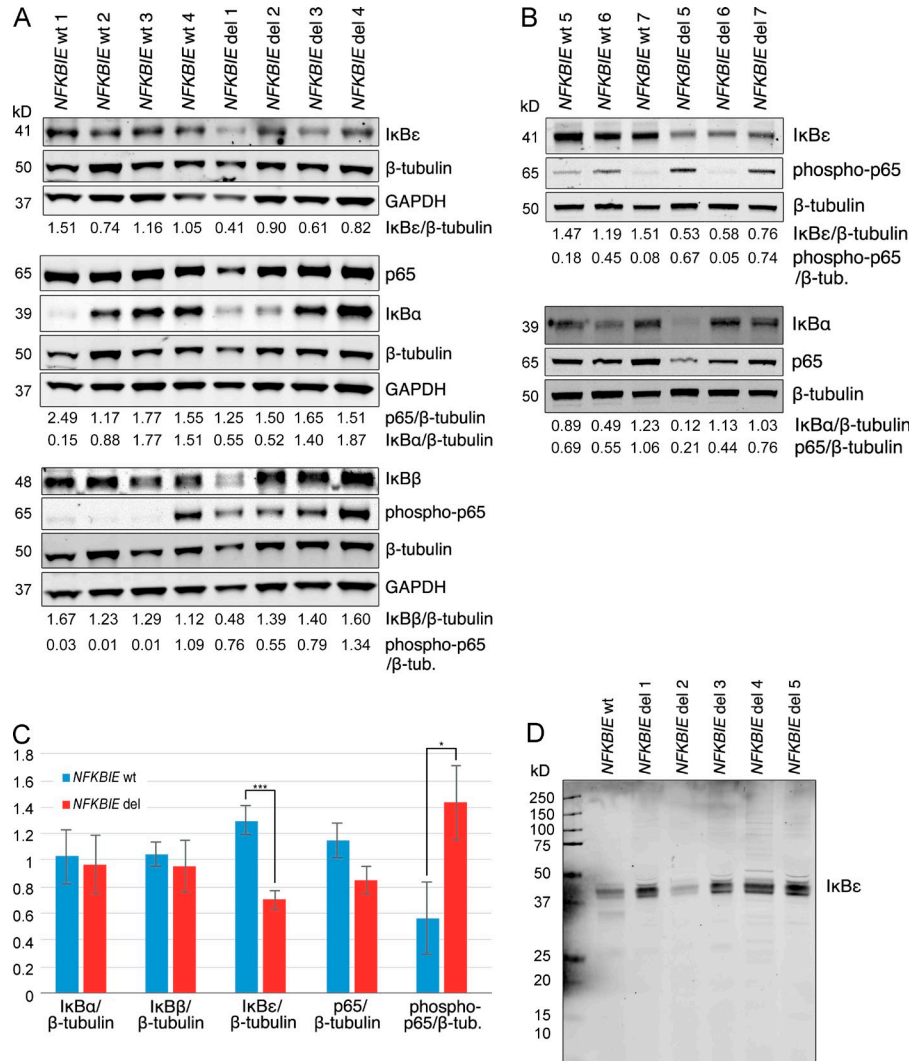 A
NFKBIE wt 1
NFKBIE wt 2
NFKBIE wt 3
NFKBIE wt 4
NFKBIE del 1
NFKBIE del 2
NFKBIE del 3
NFKBIE del 4
kD
41 IκBε
50 β-tubulin
37 GAPDH
1.51 0.74 1.16 1.05 0.41 0.90 0.61 0.82 IκBε/β-tubulin
65 p65
39 IκBα
50 β-tubulin
37 GAPDH
2.49 1.17 1.77 1.55 1.25 1.50 1.65 1.51 p65/β-tubulin
0.15 0.88 1.77 1.51 0.55 0.52 1.40 1.87 IκBα/β-tubulin
48 IκBβ
65 phospho-p65
50 β-tubulin
37 GAPDH
1.67 1.23 1.29 1.12 0.48 1.39 1.40 1.60 IκBβ/β-tubulin
0.03 0.01 0.01 1.09 0.76 0.55 0.79 1.34 phospho-p65
/β-tub.
B
NFKBIE wt 5
NFKBIE wt 6
NFKBIE wt 7
NFKBIE del 5
NFKBIE del 6
NFKBIE del 7
kD
41 IκBε
65 phospho-p65
50 β-tubulin
1.47 1.19 1.51 0.53 0.58 0.76 IκBε/β-tubulin
0.18 0.45 0.08 0.67 0.05 0.74 phospho-p65
/β-tub.
39 IκBα
65 p65
50 β-tubulin
0.89 0.49 1.23 0.12 1.13 1.03 IκBα/β-tubulin
0.69 0.55 1.06 0.21 0.44 0.76 p65/β-tubulin
C
1.8
1.6
1.4
1.2
1
0.8
0.6
0.4
0.2
0
NFKBIE wt
NFKBIE del
***
*
IκBα/
β-tubulin
IκBβ/
β-tubulin
IκBε/
β-tubulin
p65/
β-tubulin
phospho-
p65/β-tub.
D
NFKBIE wt
NFKBIE del 1
NFKBIE del 2
NFKBIE del 3
NFKBIE del 4
NFKBIE del 5
kD
250
150
100
75
50
37
25
20
15
10
IκBε